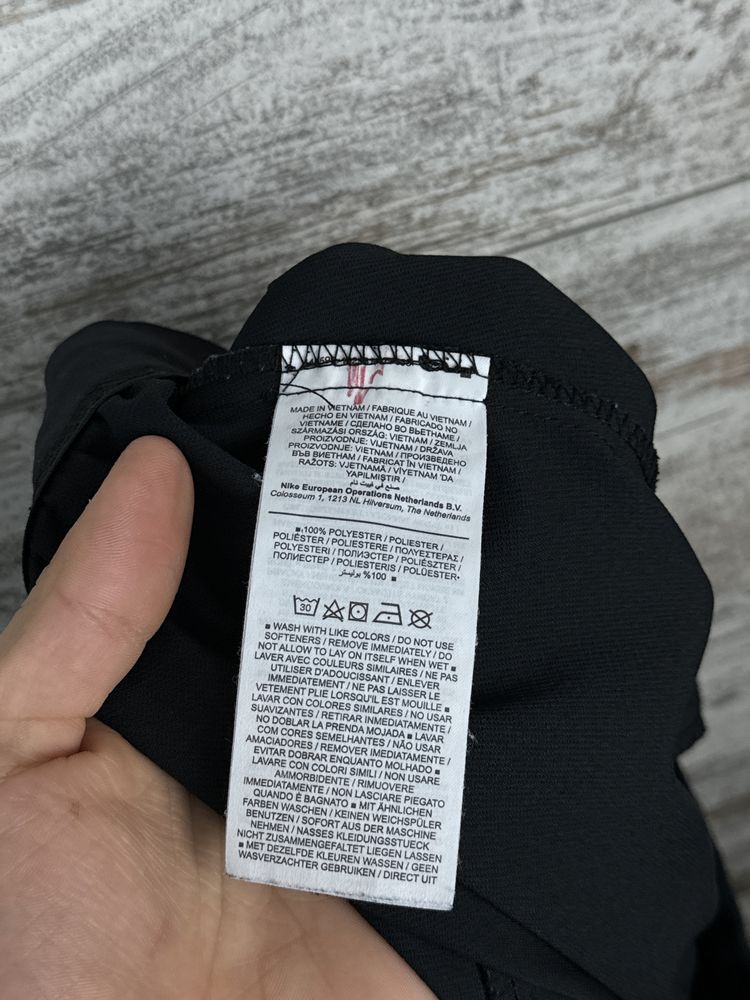 MADE IN VIETNAM / FABRIQUE AU VIETNAM /
HECHO EN VIETNAM / FABRICADO NO
VIETNAME / СДЕЛАНО ВО ВЬЕТНАМЕ /
SZÁRMAZÁSI ORSZÁG: VIETNAM / ZEMLJA
PROIZVODNJE: VIJETNAM / DRŽAVA
PROIZVODNJE: VIETNAM / ПРОИЗВЕДЕНО
ВЪВ ВИЕТНАМ / FABRICAT ÎN VIETNAM /
RAŽOTS: VJETNAMĀ / VİYETNAM 'DA
YAPILMIŞTIR /
صنع في فييت نام
Nike European Operations Netherlands B.V.
Colosseum 1, 1213 NL Hilversum, The Netherlands
■ 100% POLYESTER / POLIESTER /
POLIÉSTER / POLIESTERE / ΠΟΛΥΕΣΤΕΡΑΣ /
POLYESTERI / ПОЛИЭСТЕР / POLIÉSZTER /
ПОЛИЕСТЕР / POLIESTERIS / POLÜESTER •
■ 100% بوليستر
30
■ WASH WITH LIKE COLORS / DO NOT USE
SOFTENERS / REMOVE IMMEDIATELY / DO
NOT ALLOW TO LAY ON ITSELF WHEN WET ■
LAVER AVEC COULEURS SIMILAIRES / NE PAS
UTILISER D'ADOUCISSANT / ENLEVER
IMMEDIATEMENT / NE PAS LAISSER LE
VETEMENT PLIE LORSQU'IL EST MOUILLE ■
LAVAR CON COLORES SIMILARES / NO USAR
SUAVIZANTES / RETIRAR INMEDIATAMENTE /
NO DOBLAR LA PRENDA MOJADA ■ LAVAR
COM CORES SEMELHANTES / NÃO USAR
AMACIADORES / REMOVER IMEDIATAMENTE /
EVITAR DOBRAR ENQUANTO MOLHADO ■
LAVARE CON COLORI SIMILI / NON USARE
AMMORBIDENTE / RIMUOVERE
IMMEDIATAMENTE / NON LASCIARE PIEGATO
QUANDO È BAGNATO ■ MIT ÄHNLICHEN
FARBEN WASCHEN / KEINEN WEICHSPÜLER
BENUTZEN / SOFORT AUS DER MASCHINE
NEHMEN / NASSES KLEIDUNGSSTUECK
NICHT ZUSAMMENGEFALTET LIEGEN LASSEN
■ MET DEZELFDE KLEUREN WASSEN / GEEN
WASVERZACHTER GEBRUIKEN / DIRECT UIT